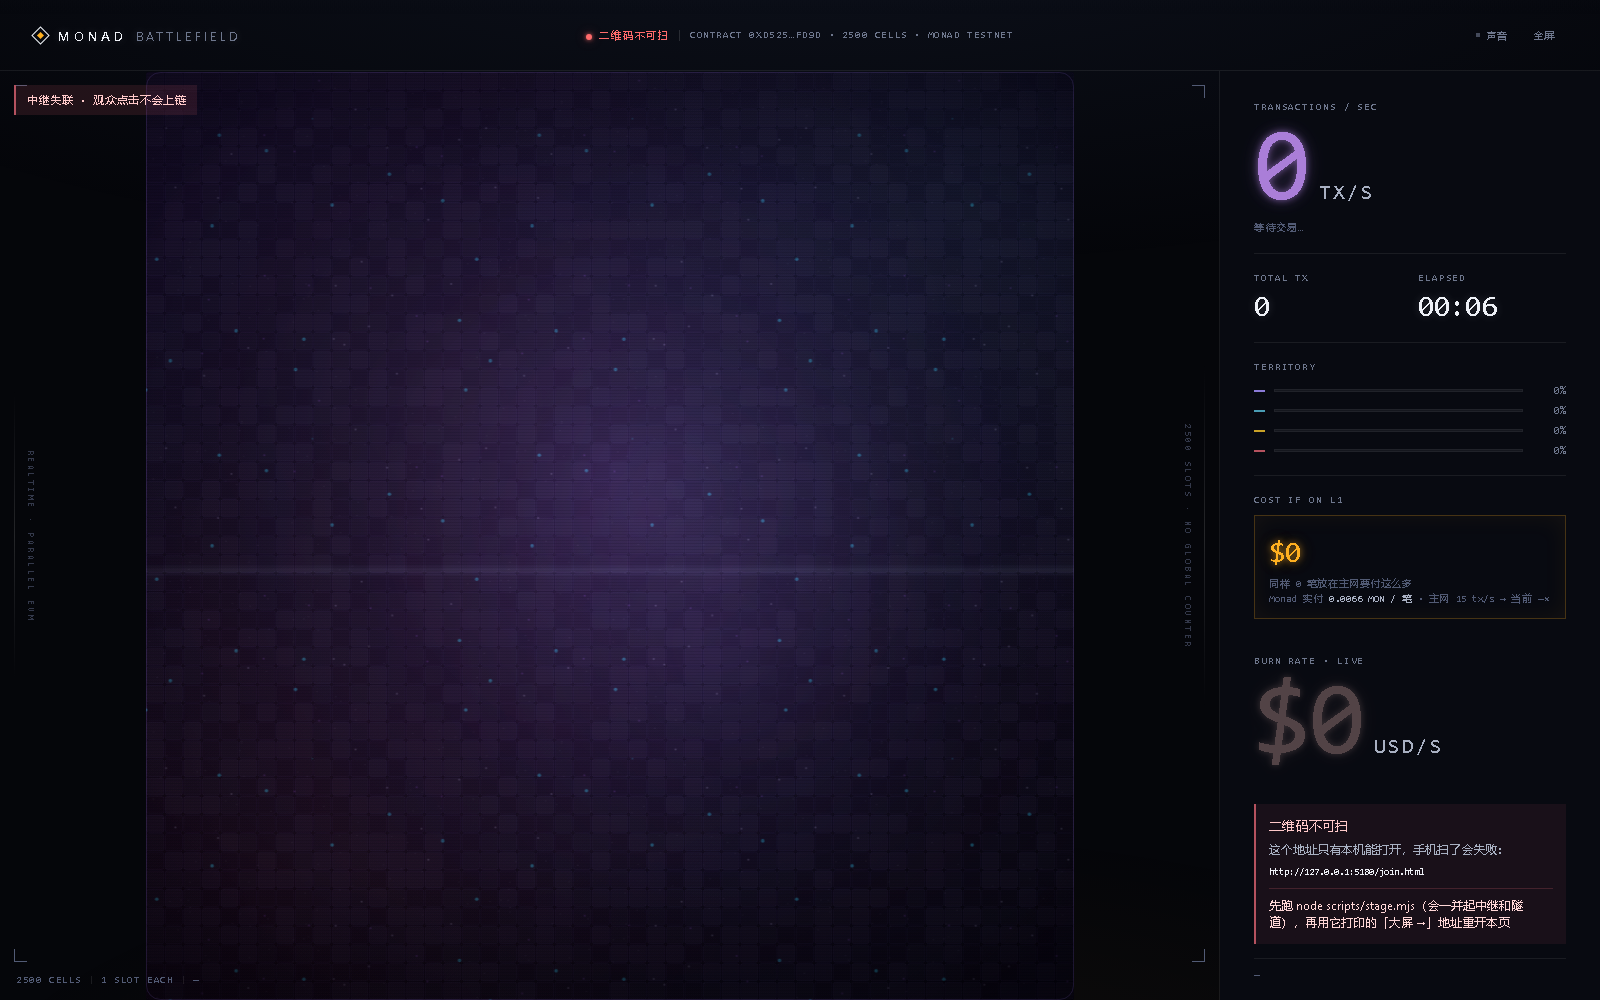 MONAD BATTLEFIELD
二维码不可扫
CONTRACT 0XD525…FD9D · 2500 CELLS · MONAD TESTNET
声音
全屏
中继失联 · 观众点击不会上链
REALTIME · PARALLEL EVM
2500 SLOTS · NO GLOBAL COUNTER
2500 CELLS | 1 SLOT EACH | —
TRANSACTIONS / SEC
0 TX/S
等待交易…
TOTAL TX
0
ELAPSED
00:06
TERRITORY
0%
0%
0%
0%
COST IF ON L1
$0
同样 0 笔放在主网要付这么多
Monad 实付 0.0066 MON / 笔 · 主网 15 tx/s → 当前 —×
BURN RATE · LIVE
$0 USD/S
二维码不可扫
这个地址只有本机能打开，手机扫了会失败：
http://127.0.0.1:5180/join.html
先跑 node scripts/stage.mjs（会一并起中继和隧
道），再用它打印的「大屏 →」地址重开本页
—